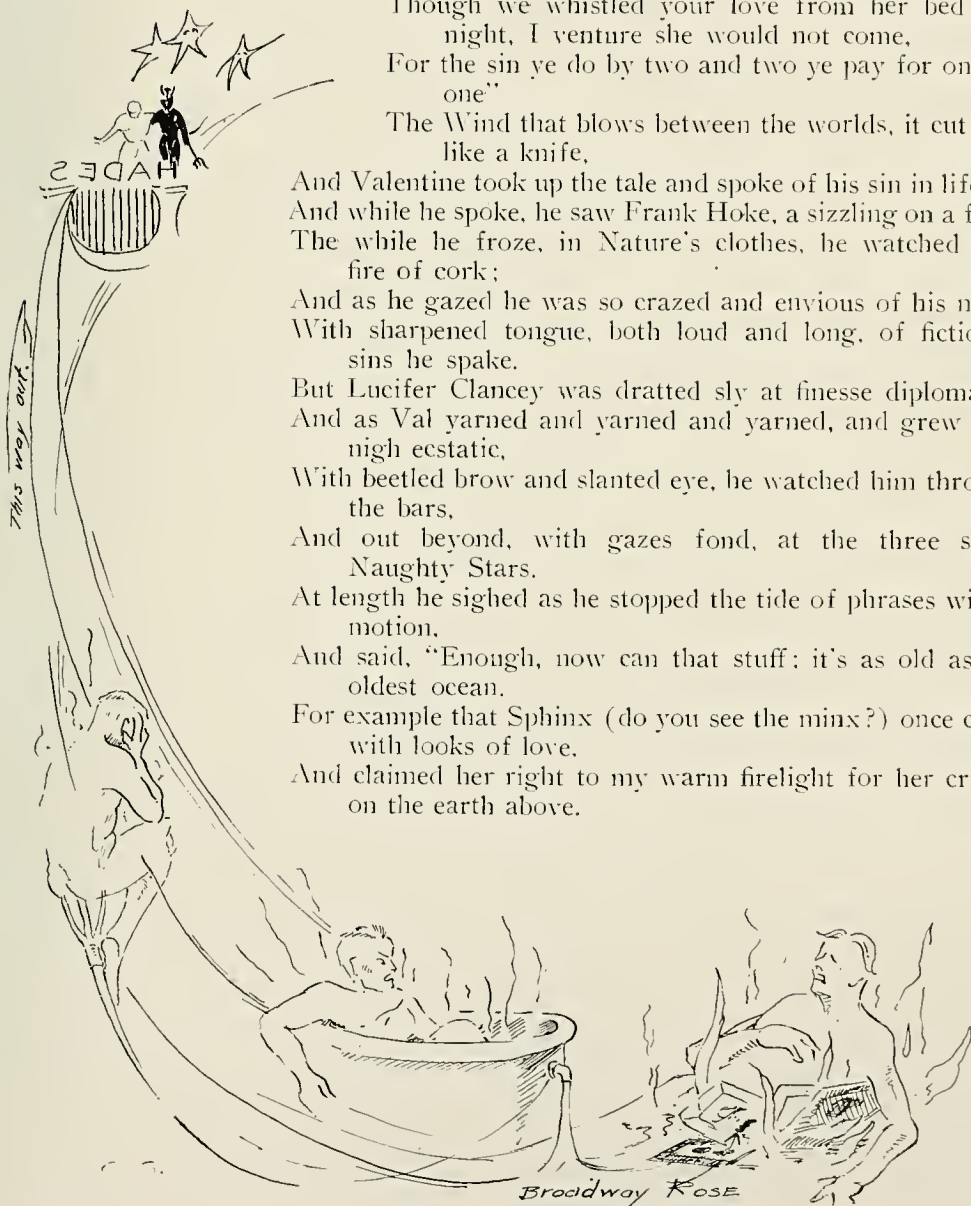 Though we whistled your love from her bed
night, I venture she would not come,
For the sin ye do by two and two ye pay for on
one"
The Wind that blows between the worlds, it cut
like a knife,
And Valentine took up the tale and spoke of his sin in life
And while he spoke, he saw Frank Hoke, a sizzling on a f
The while he froze, in Nature's clothes, he watched
fire of cork;
And as he gazed he was so crazed and envious of his
With sharpened tongue, both loud and long, of fictio
sins he spake.
But Lucifer Clancey was dratted sly at finesse diploma
And as Val yarned and yarned and yarned, and grew
nigh ecstatic,
With beetled brow and slanted eye, he watched him thro
the bars,
And out beyond, with gazes fond, at the three s
Naughty Stars.
At length he sighed as he stopped the tide of phrases wi
motion,
And said, "Enough, now can that stuff; it's as old as
oldest ocean.
For example that Sphinx (do you see the minx?) once c
with looks of love,
And claimed her right to my warm firelight for her cr
on the earth above.
HADES
THIS WAY OUT
Broadway Rose